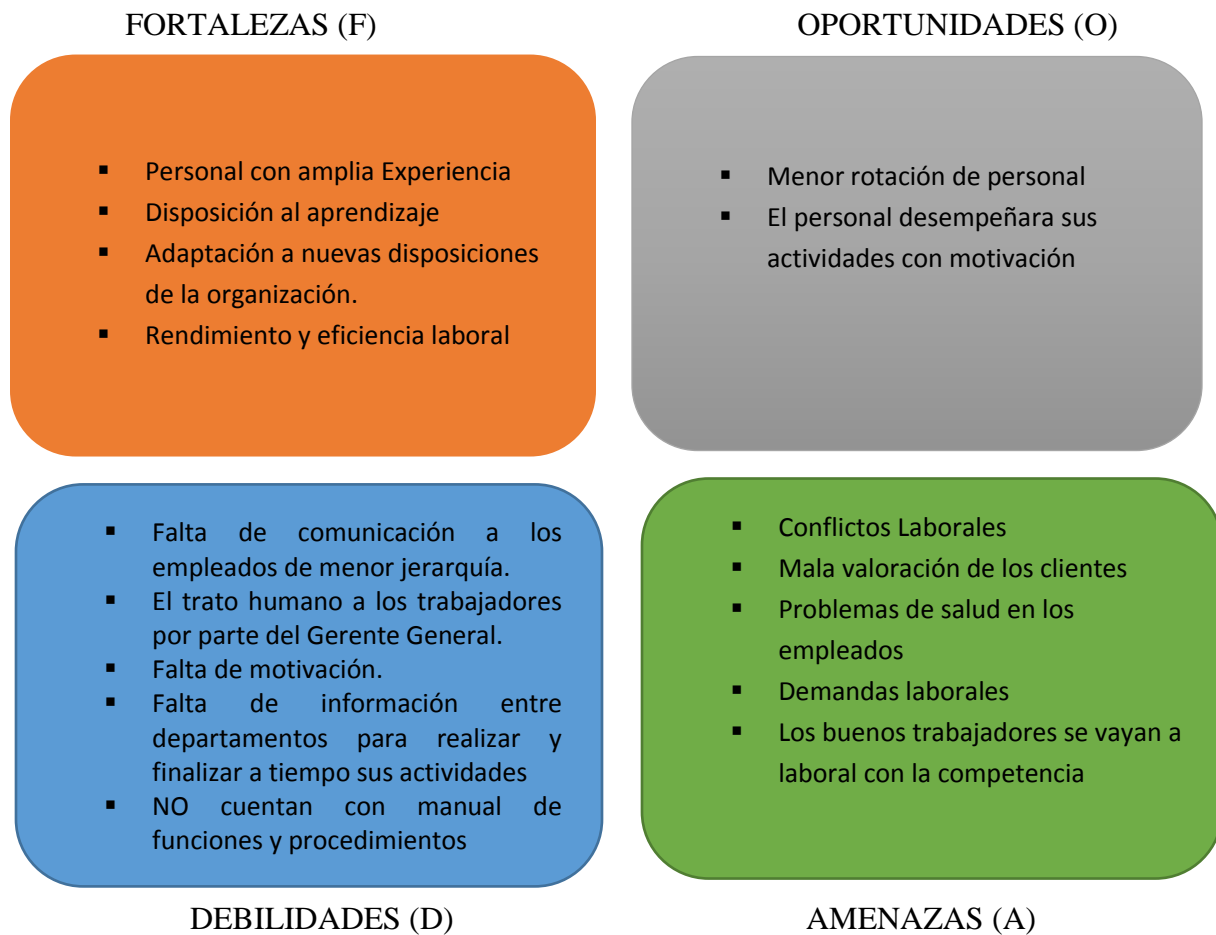 FORTALEZAS (F)
▪ Personal con amplia Experiencia
▪ Disposición al aprendizaje
▪ Adaptación a nuevas disposiciones
de la organización.
▪ Rendimiento y eficiencia laboral
OPORTUNIDADES (O)
▪ Menor rotación de personal
▪ El personal desempeñara sus
actividades con motivación
▪ Falta de comunicación a los
empleados de menor jerarquía.
▪ El trato humano a los trabajadores
por parte del Gerente General.
▪ Falta de motivación.
▪ Falta de información entre
departamentos para realizar y
finalizar a tiempo sus actividades
▪ NO cuentan con manual de
funciones y procedimientos
DEBILIDADES (D)
▪ Conflictos Laborales
▪ Mala valoración de los clientes
▪ Problemas de salud en los
empleados
▪ Demandas laborales
▪ Los buenos trabajadores se vayan a
laboral con la competencia
AMENAZAS (A)